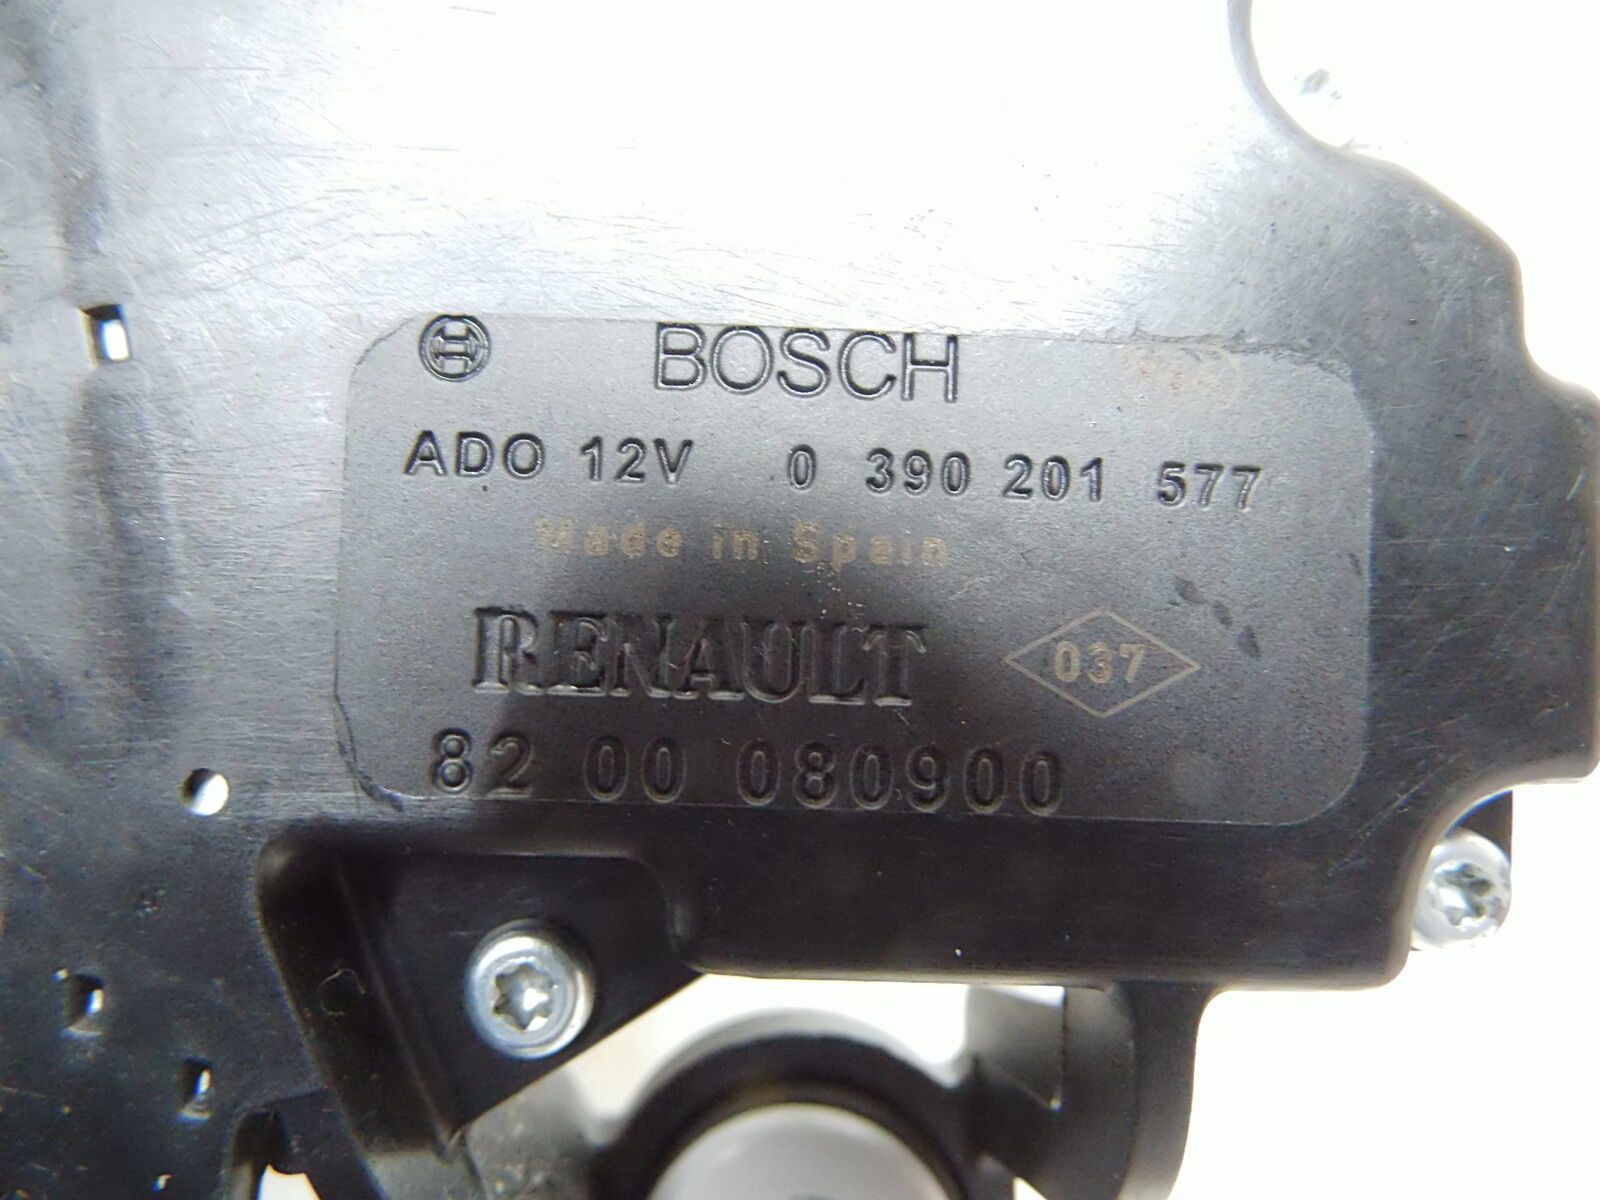 BOSCH
ADO 12V 0 390 201 577
Made in Spain
RENAULT 037
82 00 080900